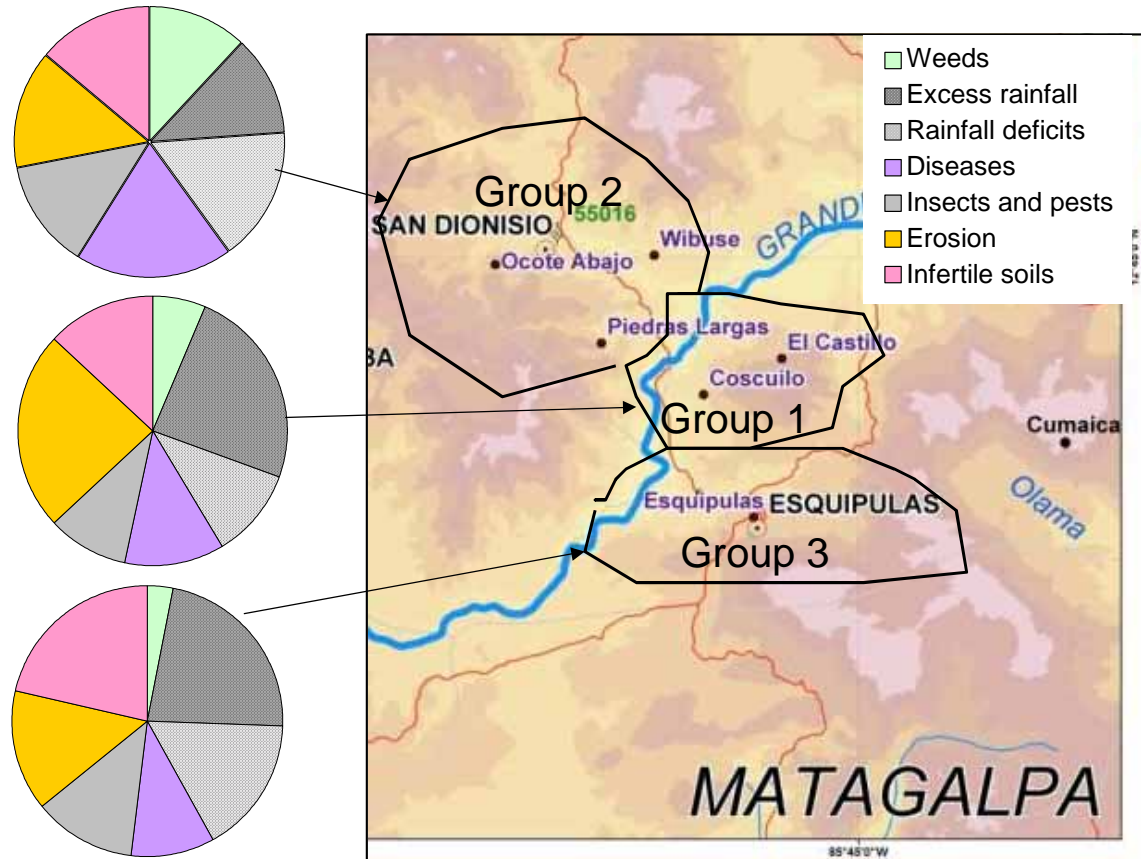 Weeds
Excess rainfall
Rainfall deficits
Diseases
Insects and pests
Erosion
Infertile soils
Group 2
55016
SAN DIONISIO
Wibuse
Ocote Abajo
GRAND
Piedras Largas
El Castillo
BA
Coscuilo
Group 1
Cumaica
Olama
Esquipulas
ESQUIPULAS
Group 3
MATAGALPA
85°45'0"W